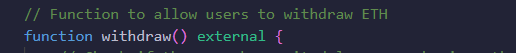 // Function to allow users to withdraw ETH
function withdraw() external {